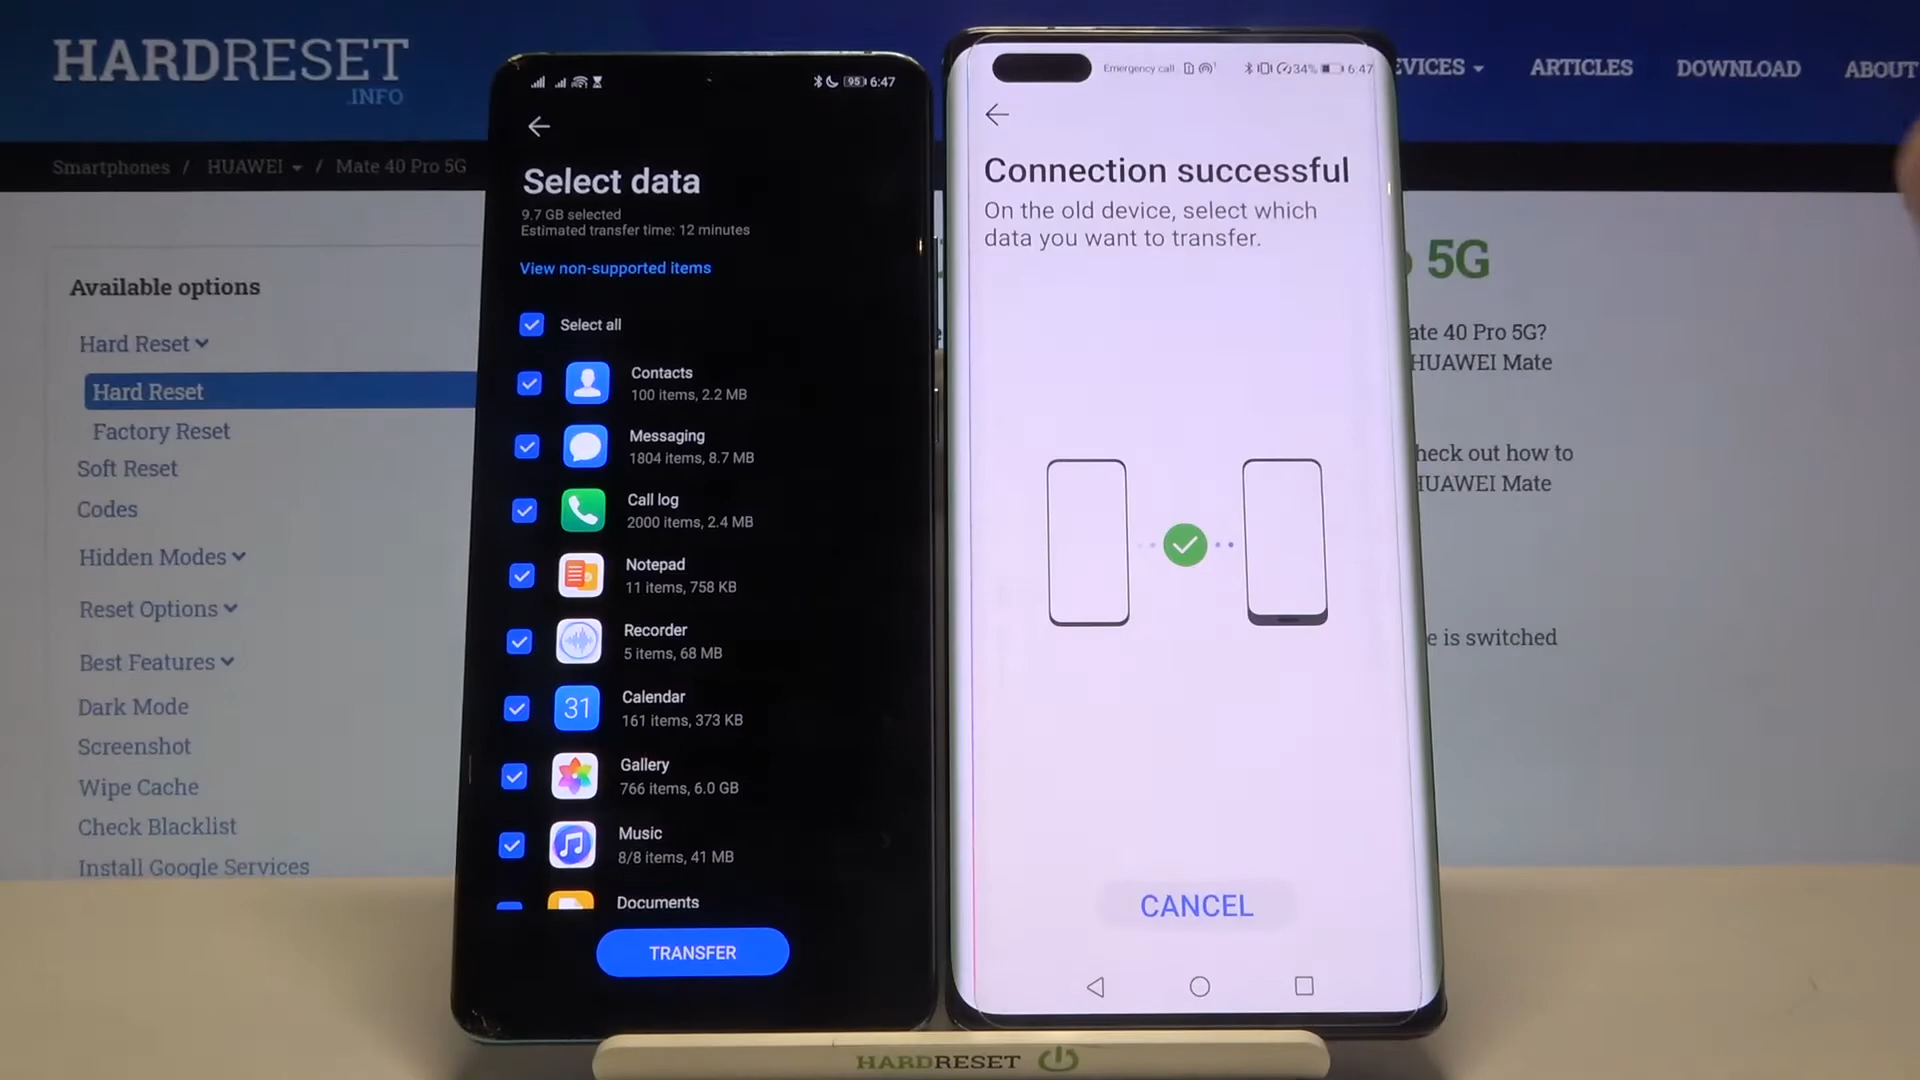 HARDRESET
.INFO
EVICES
ARTICLES
DOWNLOAD
ABOUT
Smartphones / HUAWEI / Mate 40 Pro 5G
Available options
Hard Reset
Hard Reset
Factory Reset
Soft Reset
Codes
Hidden Modes
Reset Options
Best Features
Dark Mode
Screenshot
Wipe Cache
Check Blacklist
Install Google Services
95 6:47
Select data
9.7 GB selected
Estimated transfer time: 12 minutes
View non-supported items
Select all
Contacts
100 items, 2.2 MB
Messaging
1804 items, 8.7 MB
Call log
2000 items, 2.4 MB
Notepad
11 items, 758 KB
Recorder
5 items, 68 MB
31
Calendar
161 items, 373 KB
Gallery
766 items, 6.0 GB
Music
8/8 items, 41 MB
Documents
TRANSFER
Emergency call 34% 6:47
Connection successful
On the old device, select which
data you want to transfer.
CANCEL
5G
ate 40 Pro 5G?
HUAWEI Mate
heck out how to
HUAWEI Mate
e is switched
HARDRESET